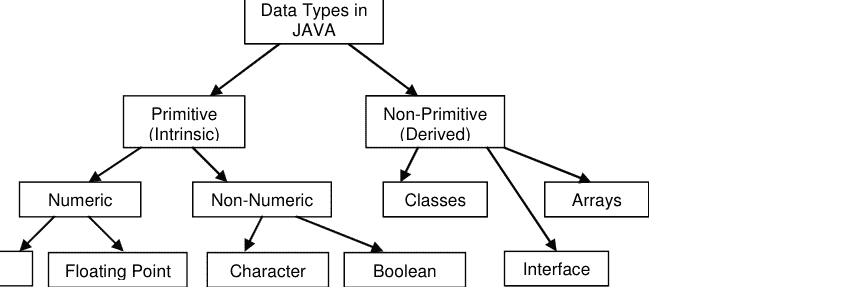 Data Types in
JAVA
Primitive
(Intrinsic)
Non-Primitive
(Derived)
Numeric
Non-Numeric
Classes
Arrays
Floating Point
Character
Boolean
Interface